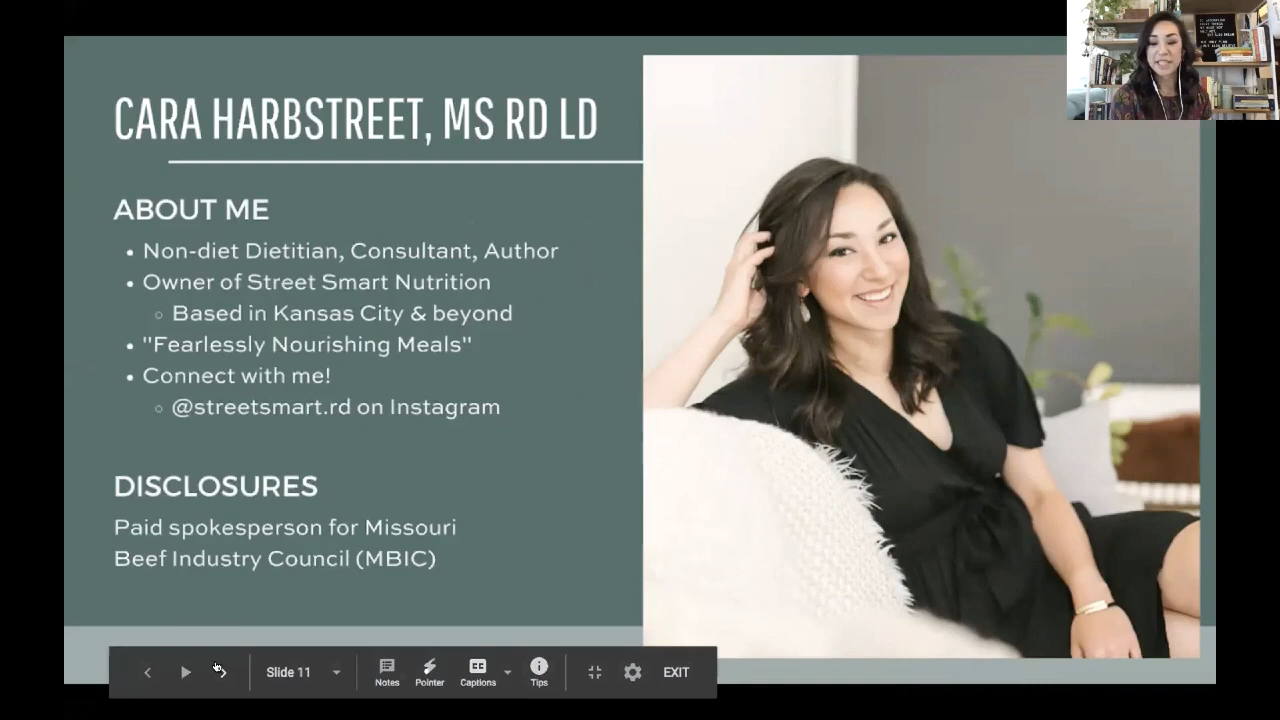 CARA HARBSTREET, MS RD LD
ABOUT ME
• Non-diet Dietitian, Consultant, Author
• Owner of Street Smart Nutrition
◦ Based in Kansas City & beyond
• "Fearlessly Nourishing Meals"
• Connect with me!
◦ @streetsmart.rd on Instagram
DISCLOSURES
Paid spokesperson for Missouri
Beef Industry Council (MBIC)
Slide 11
Notes
Pointer
CC
Captions
Tips
EXIT